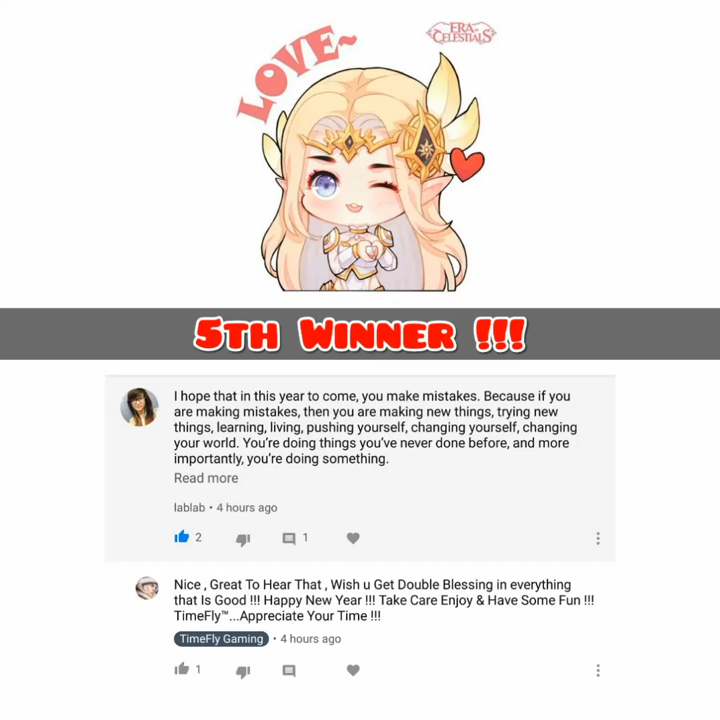 LOVE~
ERA OF
CELESTIALS
5TH WINNER !!!
I hope that in this year to come, you make mistakes. Because if you
are making mistakes, then you are making new things, trying new
things, learning, living, pushing yourself, changing yourself, changing
your world. You're doing things you've never done before, and more
importantly, you're doing something.
Read more
lablab • 4 hours ago
2
1
Nice , Great To Hear That , Wish u Get Double Blessing in everything
that Is Good !!! Happy New Year !!! Take Care Enjoy & Have Some Fun !!!
TimeFly™...Appreciate Your Time !!!
TimeFly Gaming • 4 hours ago
1